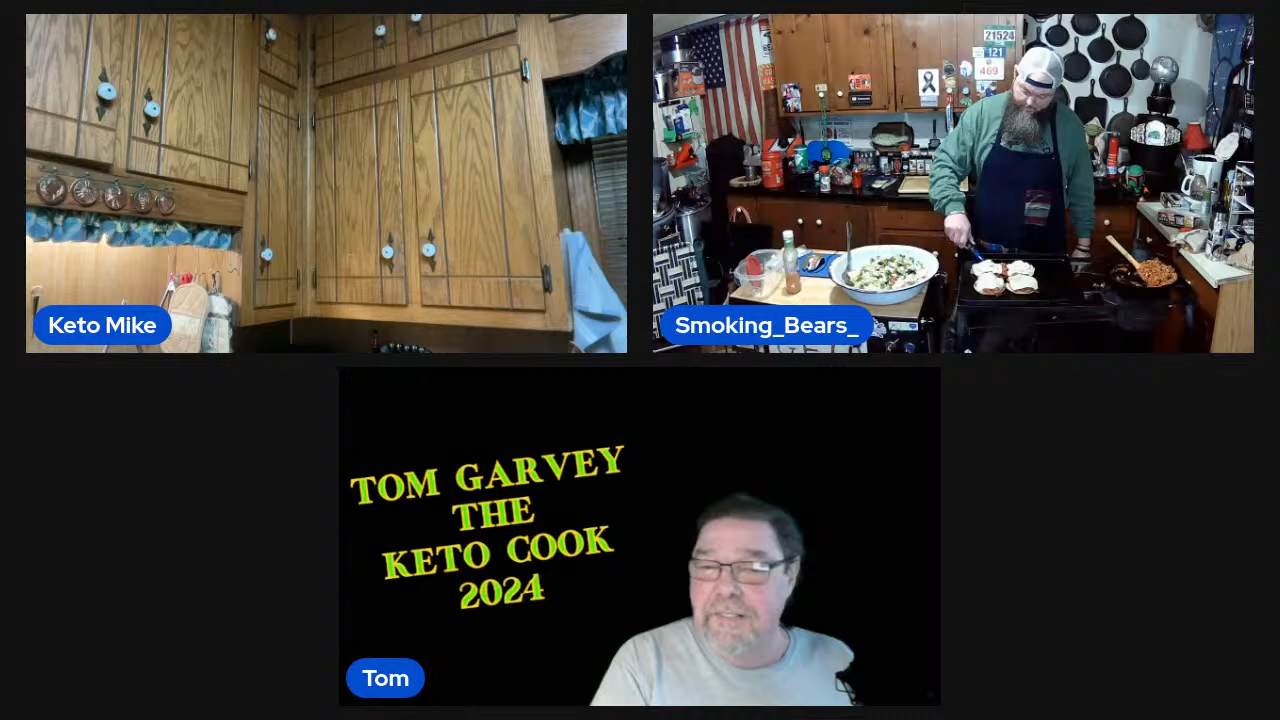 21524
121
469
Keto Mike
Smoking_Bears_
TOM GARVEY
THE
KETO COOK
2024
Tom